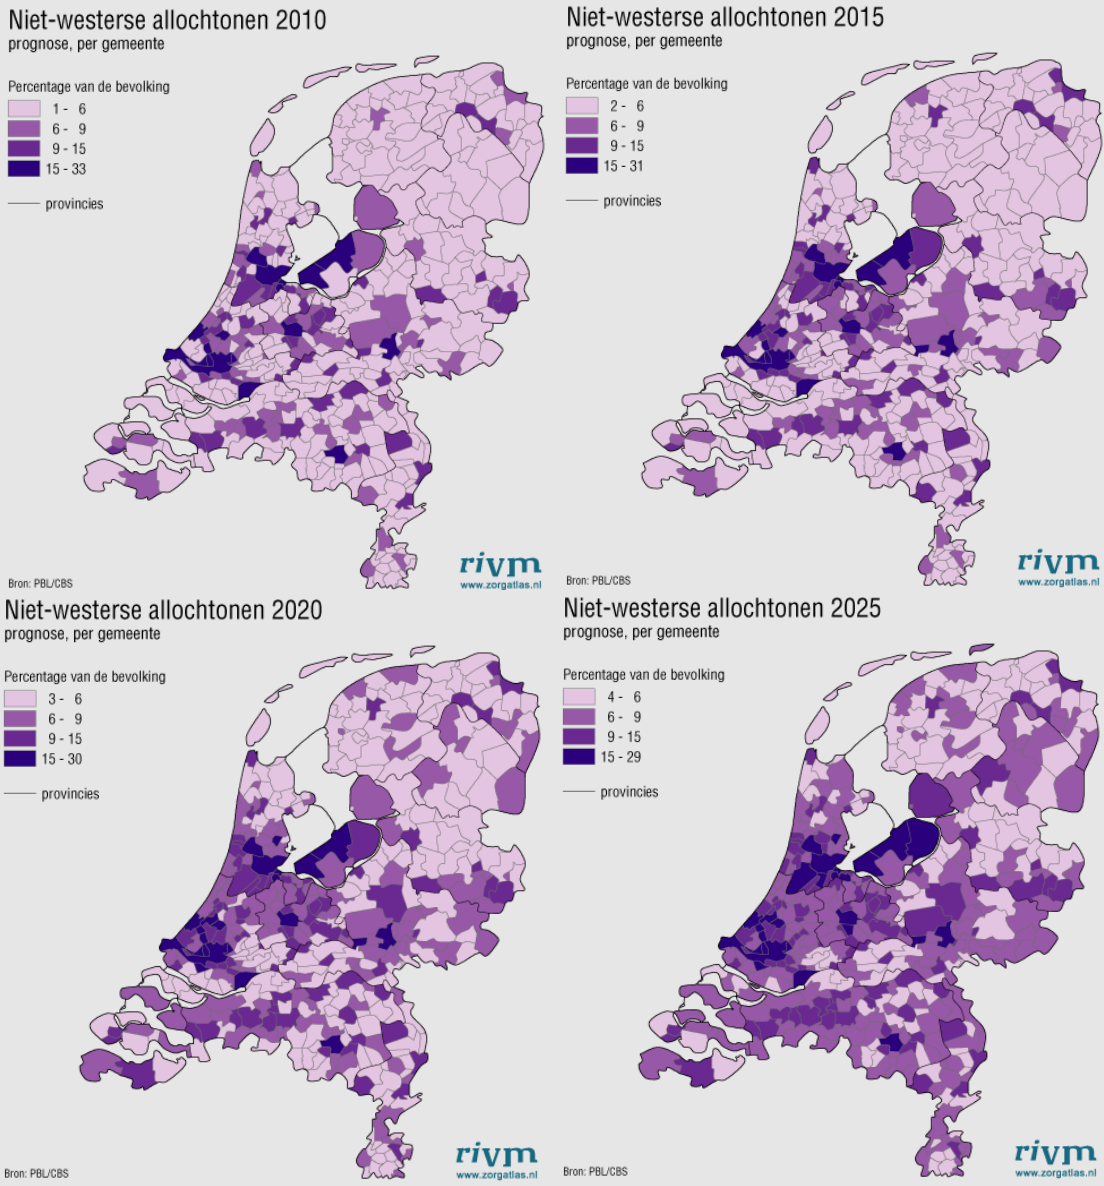 Niet-westerse allochtonen 2010
prognose, per gemeente
Percentage van de bevolking
1 - 6
6 - 9
9 - 15
15 - 33
provincies
Bron: PBL/CBS
rivm
www.zorgatlas.nl
Niet-westerse allochtonen 2015
prognose, per gemeente
Percentage van de bevolking
2 - 6
6 - 9
9 - 15
15 - 31
provincies
Bron: PBL/CBS
rivm
www.zorgatlas.nl
Niet-westerse allochtonen 2020
prognose, per gemeente
Percentage van de bevolking
3 - 6
6 - 9
9 - 15
15 - 30
provincies
Bron: PBL/CBS
rivm
www.zorgatlas.nl
Niet-westerse allochtonen 2025
prognose, per gemeente
Percentage van de bevolking
4 - 6
6 - 9
9 - 15
15 - 29
provincies
Bron: PBL/CBS
rivm
www.zorgatlas.nl